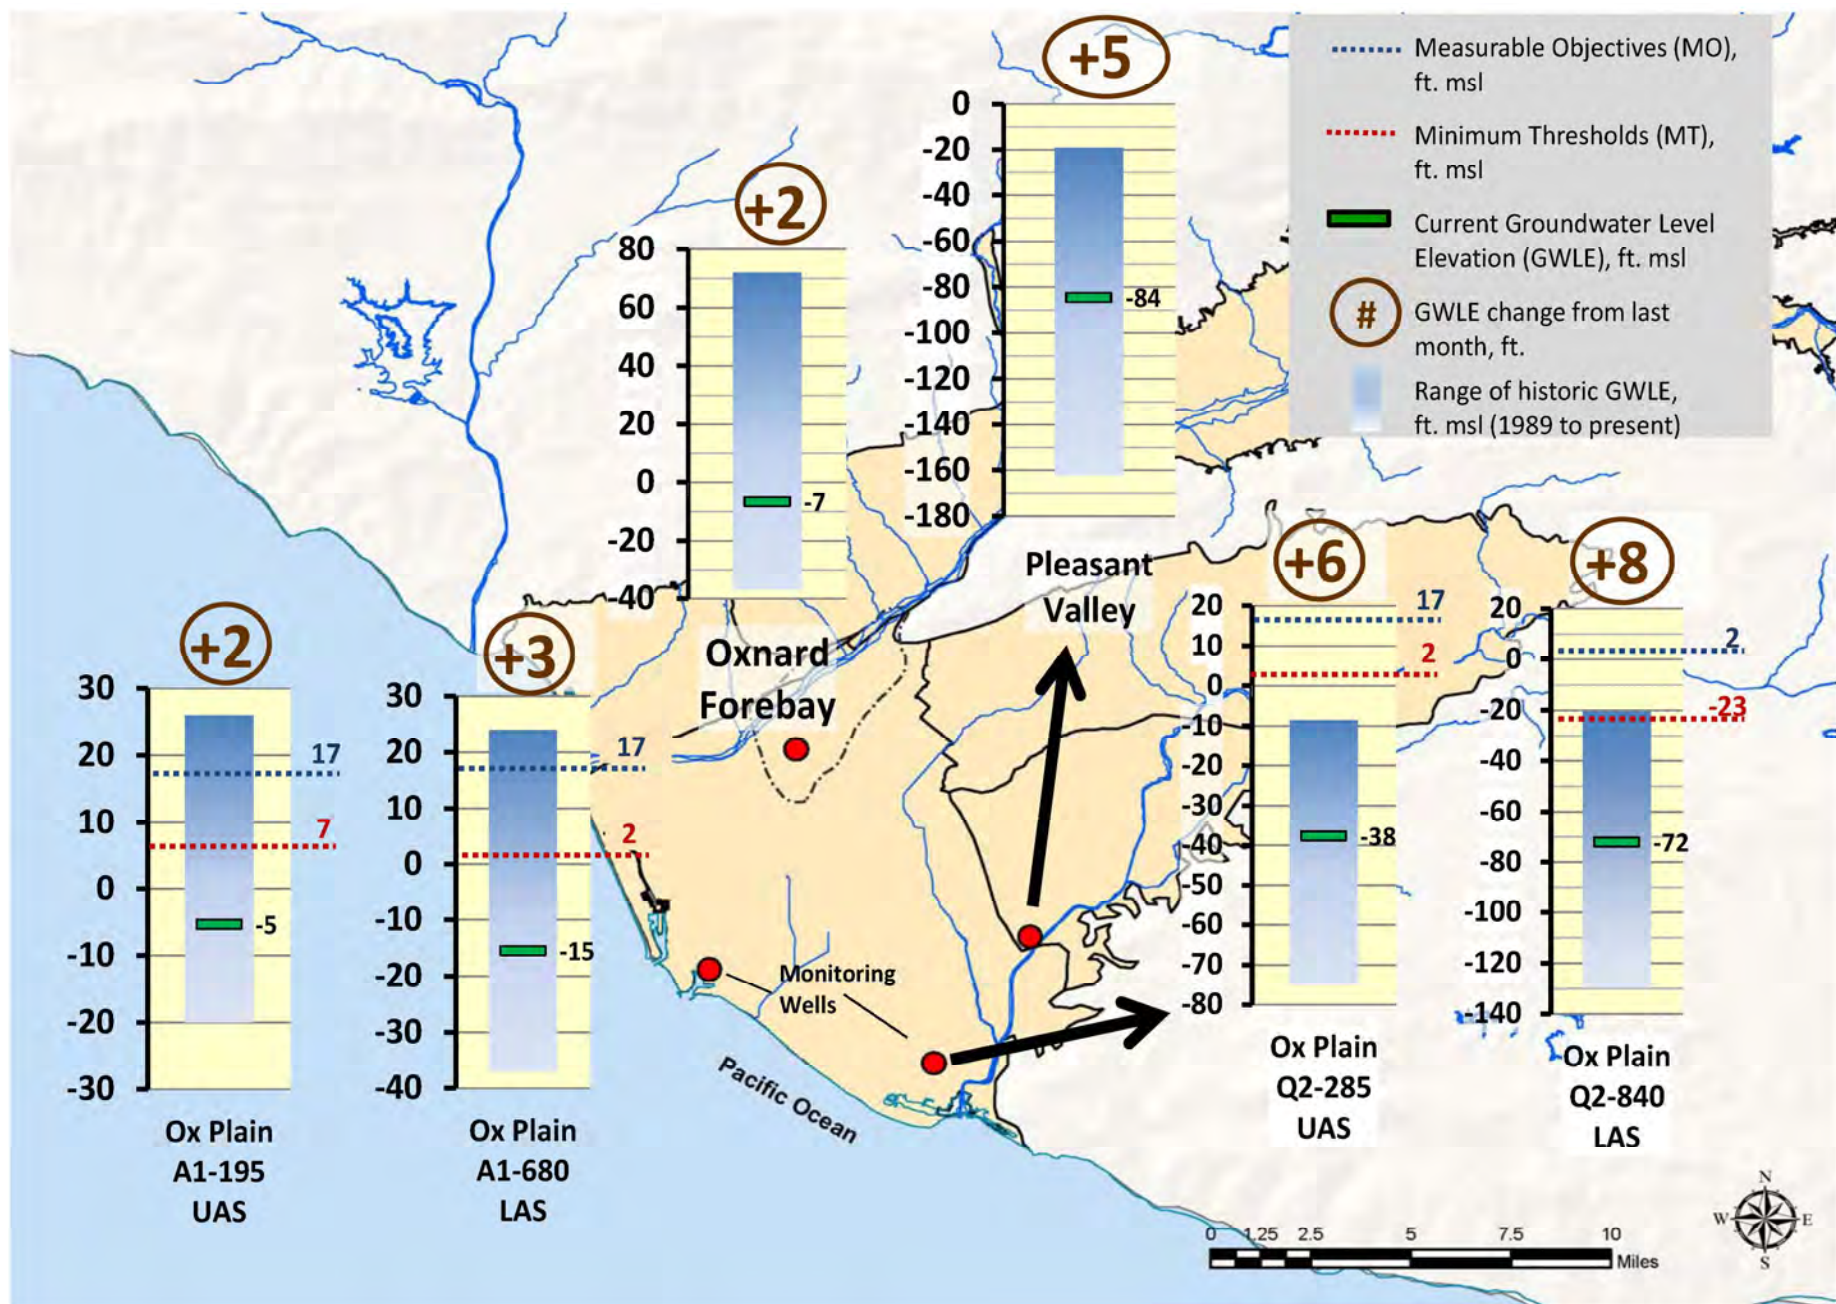 +5
Measurable Objectives (MO),
ft. msl
Minimum Thresholds (MT),
ft. msl
Current Groundwater Level
Elevation (GWLE), ft. msl
#
GWLE change from last
month, ft.
Range of historic GWLE,
ft. msl (1989 to present)
0
-20
-40
-60
-80
-100
-120
-140
-160
-180
-84
Pleasant
Valley
+2
80
60
40
20
0
-20
-40
-7
Oxnard
Forebay
+2
30
20
10
0
-10
-20
-30
17
7
-5
Ox Plain
A1-195
UAS
+3
30
20
10
0
-10
-20
-30
-40
17
2
-15
Ox Plain
A1-680
LAS
Monitoring
Wells
Pacific Ocean
+6
20
10
0
-10
-20
-30
-40
-50
-60
-70
-80
17
2
-38
Ox Plain
Q2-285
UAS
+8
20
0
-20
-40
-60
-80
-100
-120
-140
2
-23
-72
Ox Plain
Q2-840
LAS
N
W E
S
0 1.25 2.5 5 7.5 10
Miles